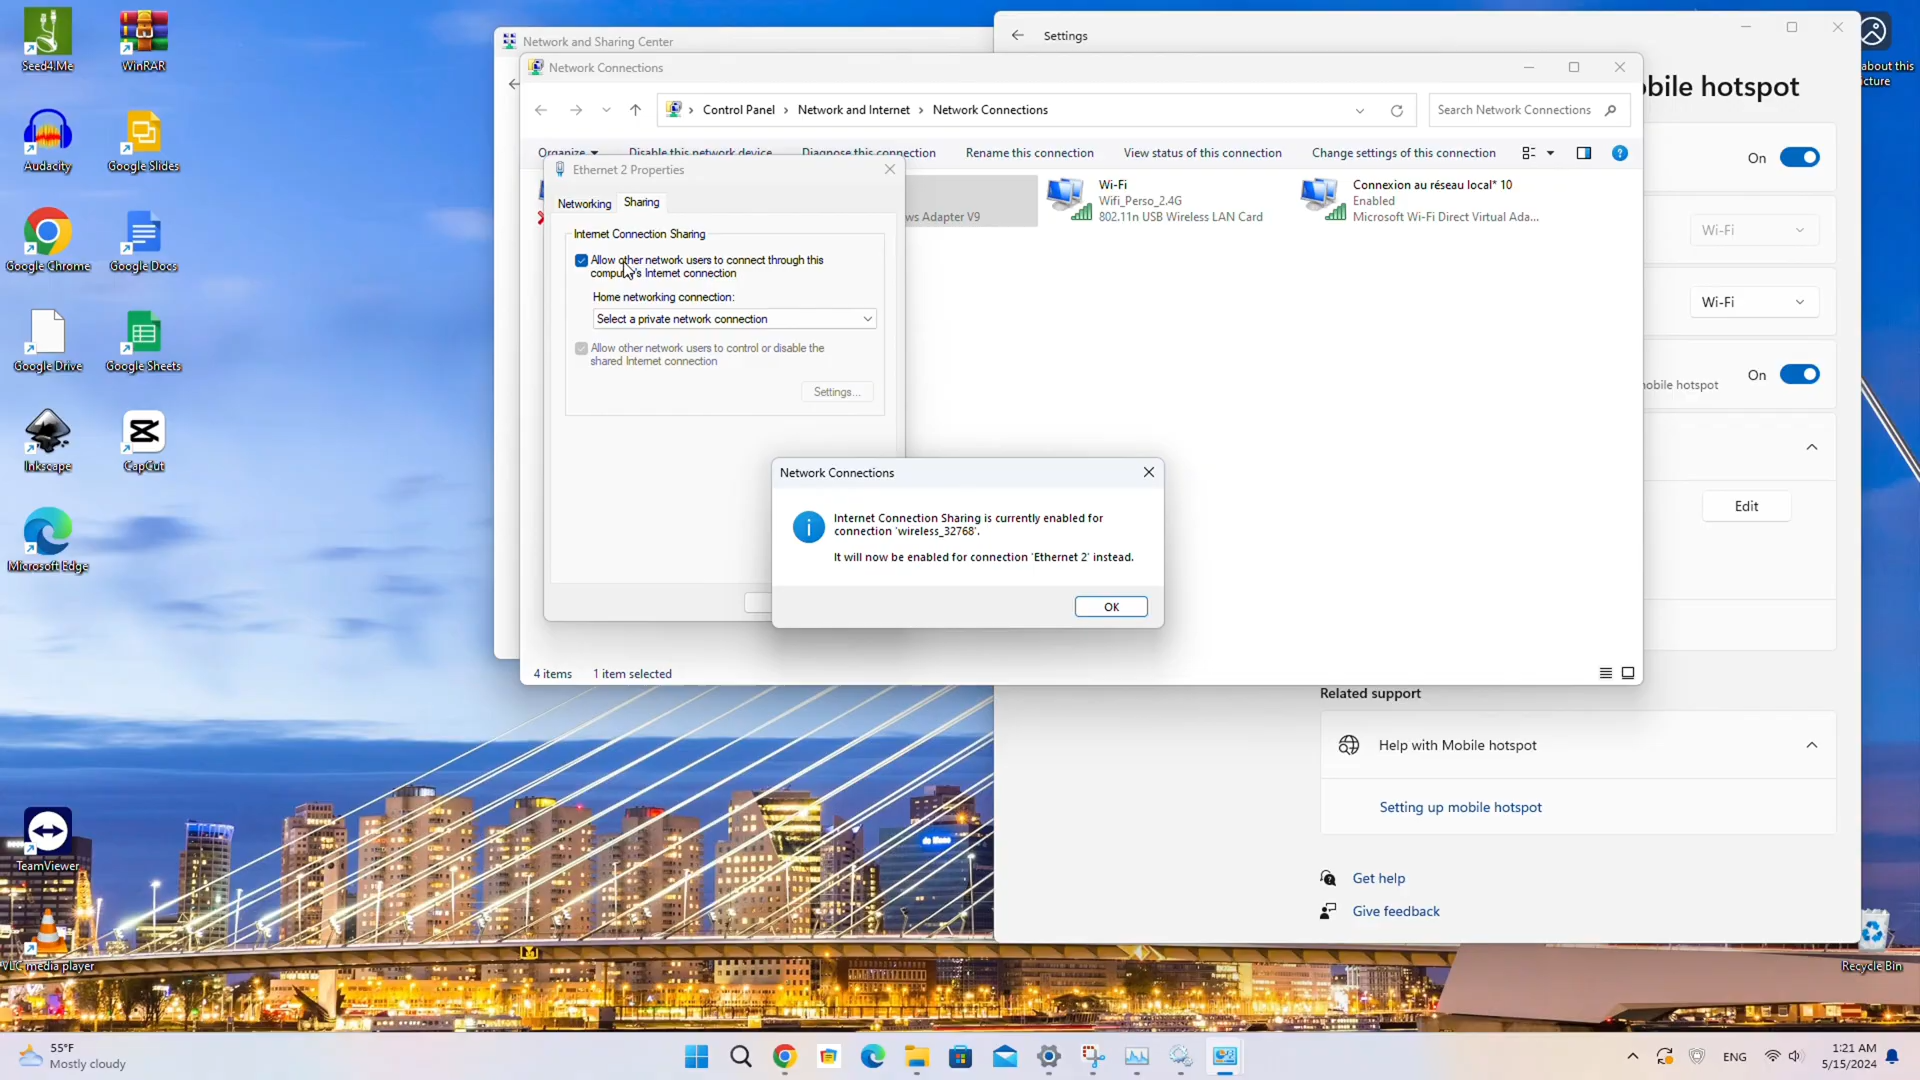 Seed4.Me
WinRAR
Audacity
Google Slides
Google Chrome
Google Docs
Google Drive
Google Sheets
Inkscape
CapCut
Microsoft Edge
TeamViewer
VLC media player
Network and Sharing Center
Settings
about this
icture
Network Connections
bile hotspot
Control Panel
Network and Internet
Network Connections
Search Network Connections
Organize
Disable this network device
Diagnose this connection
Rename this connection
View status of this connection
Change settings of this connection
On
Ethernet 2 Properties
Networking
Sharing
ws Adapter V9
Wi-Fi
Wifi_Perso_2.4G
802.11n USB Wireless LAN Card
Connexion au réseau local* 10
Enabled
Microsoft Wi-Fi Direct Virtual Ada...
Wi-Fi
Internet Connection Sharing
Allow other network users to connect through this
computer's Internet connection
Home networking connection:
Select a private network connection
Allow other network users to control or disable the
shared Internet connection
Settings...
Wi-Fi
On
obile hotspot
Edit
Network Connections
Internet Connection Sharing is currently enabled for
connection 'wireless_32768'.
It will now be enabled for connection 'Ethernet 2' instead.
OK
4 items
1 item selected
Related support
Help with Mobile hotspot
Setting up mobile hotspot
Get help
Give feedback
Recycle Bin
55°F
Mostly cloudy
ENG
1:21 AM
5/15/2024